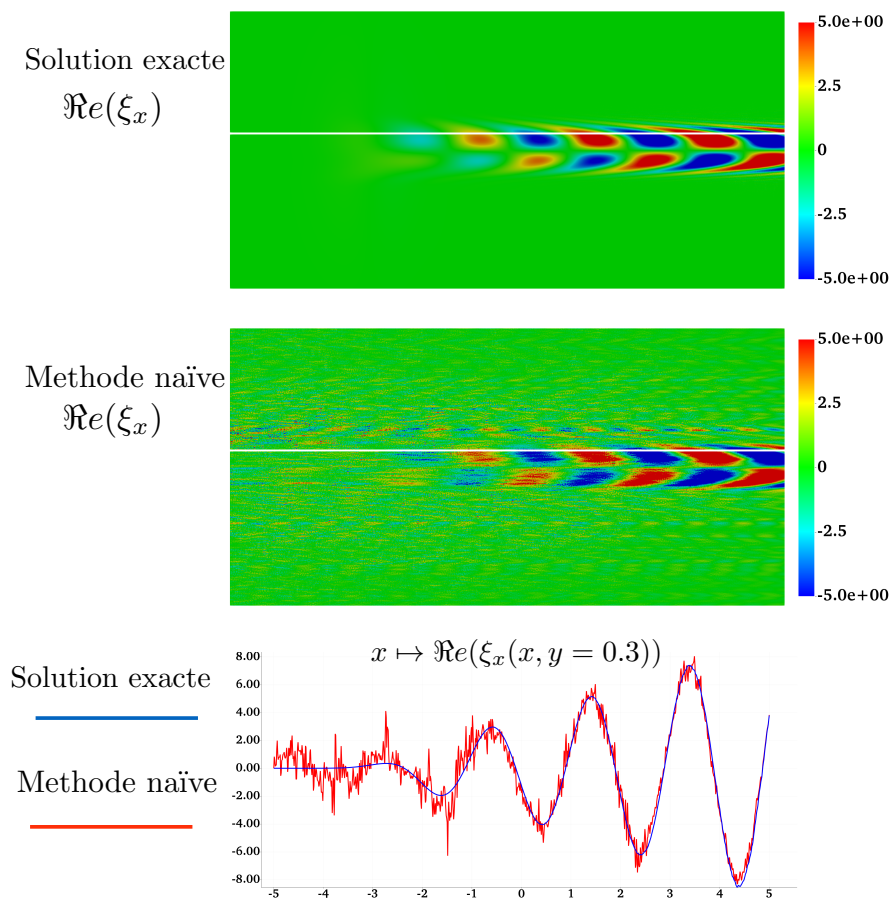 Solution exacte
ℜe(ξₓ)
5.0e+00
2.5
0
-2.5
-5.0e+00
Methode naïve
ℜe(ξₓ)
5.0e+00
2.5
0
-2.5
-5.0e+00
x ↦ ℜe(ξₓ(x, y = 0.3))
Solution exacte
Methode naïve
8.00
6.00
4.00
2.00
0.00
-2.00
-4.00
-6.00
-8.00
-5 -4 -3 -2 -1 0 1 2 3 4 5